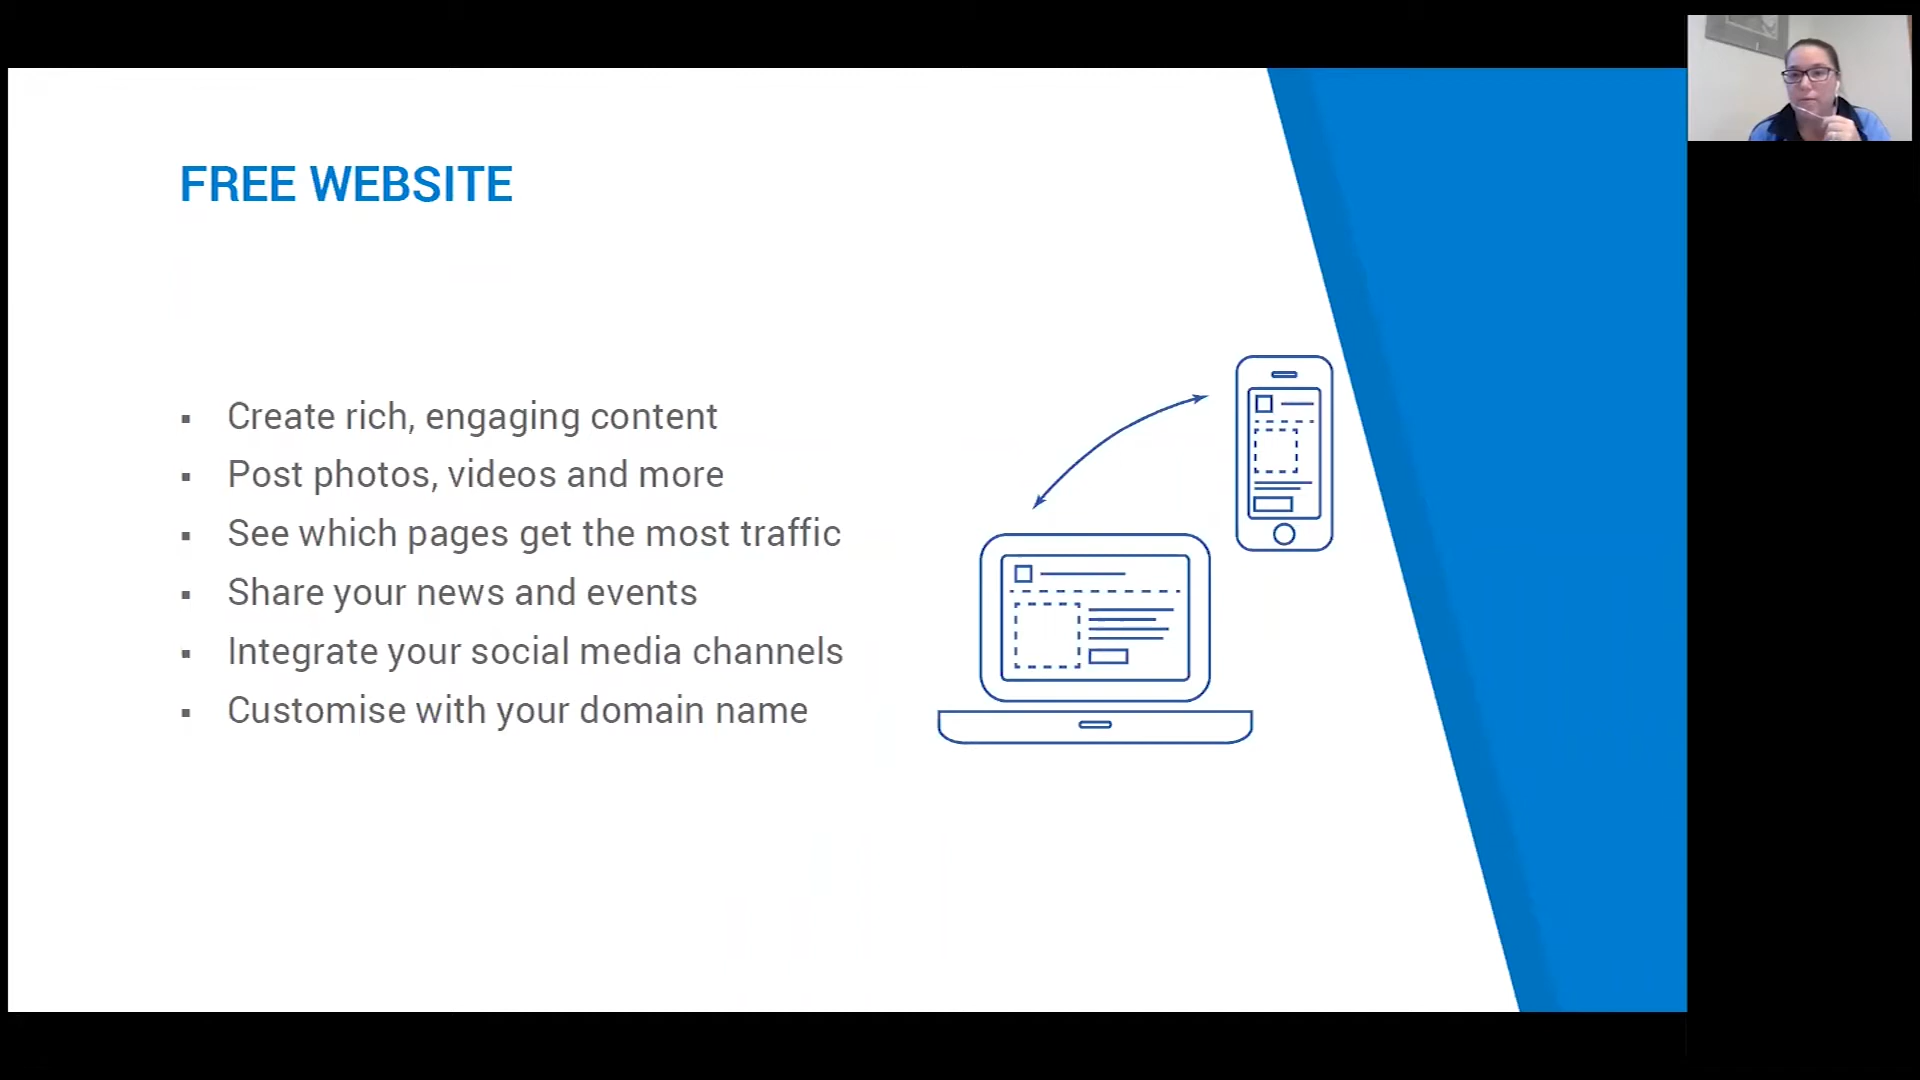 FREE WEBSITE
▪ Create rich, engaging content
▪ Post photos, videos and more
▪ See which pages get the most traffic
▪ Share your news and events
▪ Integrate your social media channels
▪ Customise with your domain name